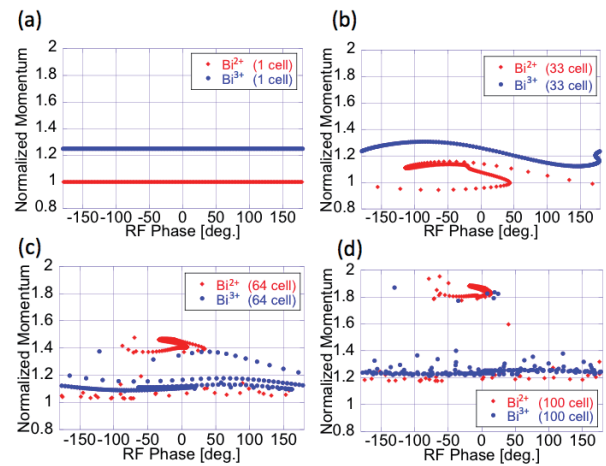 (a)
Normalized Momentum
2
1.8
1.6
1.4
1.2
1
0.8
Bi²⁺ (1 cell)
Bi³⁺ (1 cell)
-150 -100 -50 0 50 100 150
RF Phase [deg.]
(b)
Normalized Momentum
2
1.8
1.6
1.4
1.2
1
0.8
Bi²⁺ (33 cell)
Bi³⁺ (33 cell)
-150 -100 -50 0 50 100 150
RF Phase [deg.]
(c)
Normalized Momentum
2
1.8
1.6
1.4
1.2
1
0.8
Bi²⁺ (64 cell)
Bi³⁺ (64 cell)
-150 -100 -50 0 50 100 150
RF Phase [deg.]
(d)
Normalized Momentum
2
1.8
1.6
1.4
1.2
1
0.8
Bi²⁺ (100 cell)
Bi³⁺ (100 cell)
-150 -100 -50 0 50 100 150
RF Phase [deg.]